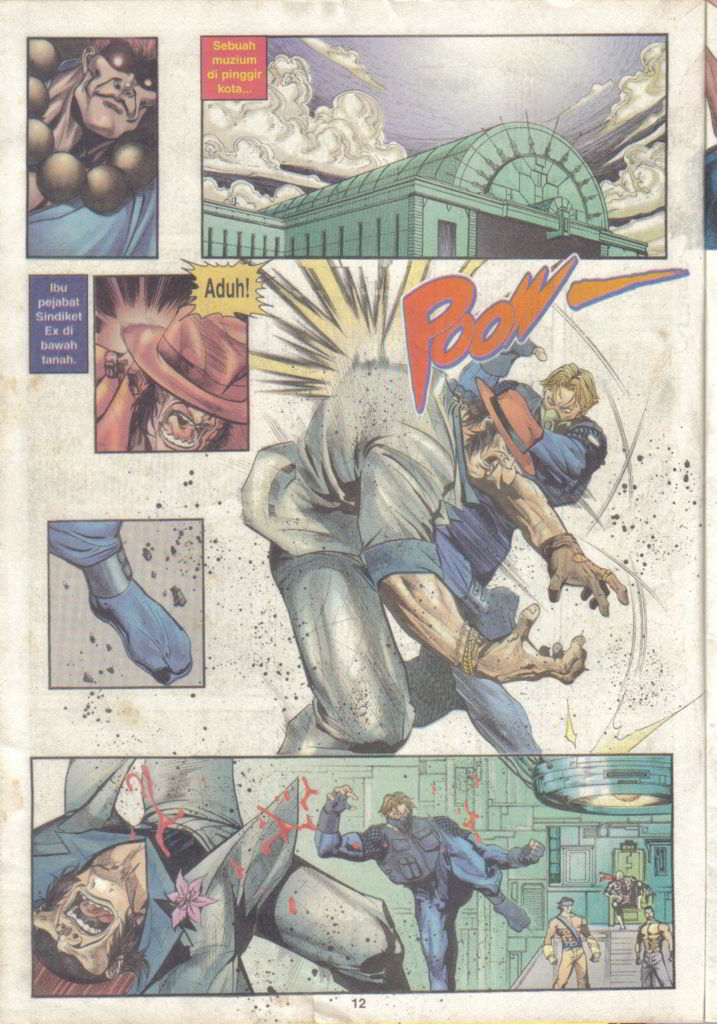 Sebuah
muzium
di pinggir
kota...
Ibu
pejabat
Sindiket
Ex di
bawah
tanah.
Aduh!
POOW
12